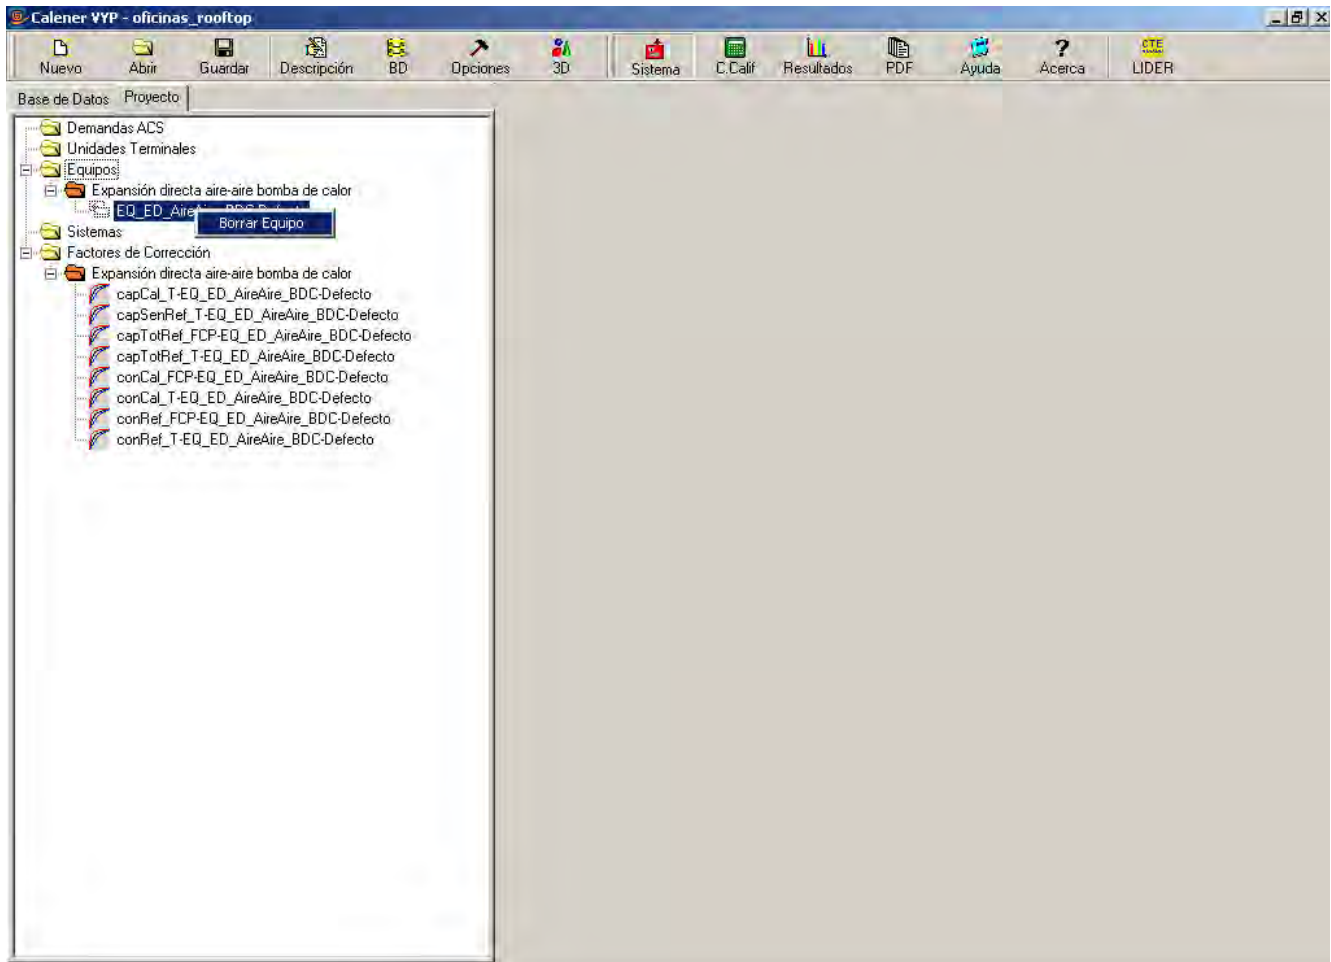 Calener VYP - oficinas_rooftop
Nuevo Abrir Guardar Descripción BD Opciones 3D Sistema C.Calif Resultados PDF Ayuda ? Acerca CTE LIDER
Base de Datos Proyecto
Demandas ACS
Unidades Terminales
Equipos
Expansión directa aire-aire bomba de calor
EQ_ED_Aire
Borrar Equipo
Sistemas
Factores de Corrección
Expansión directa aire-aire bomba de calor
capCal_T-EQ_ED_AireAire_BDC-Defecto
capSenRef_T-EQ_ED_AireAire_BDC-Defecto
capTotRef_FCP-EQ_ED_AireAire_BDC-Defecto
capTotRef_T-EQ_ED_AireAire_BDC-Defecto
conCal_FCP-EQ_ED_AireAire_BDC-Defecto
conCal_T-EQ_ED_AireAire_BDC-Defecto
conRef_FCP-EQ_ED_AireAire_BDC-Defecto
conRef_T-EQ_ED_AireAire_BDC-Defecto